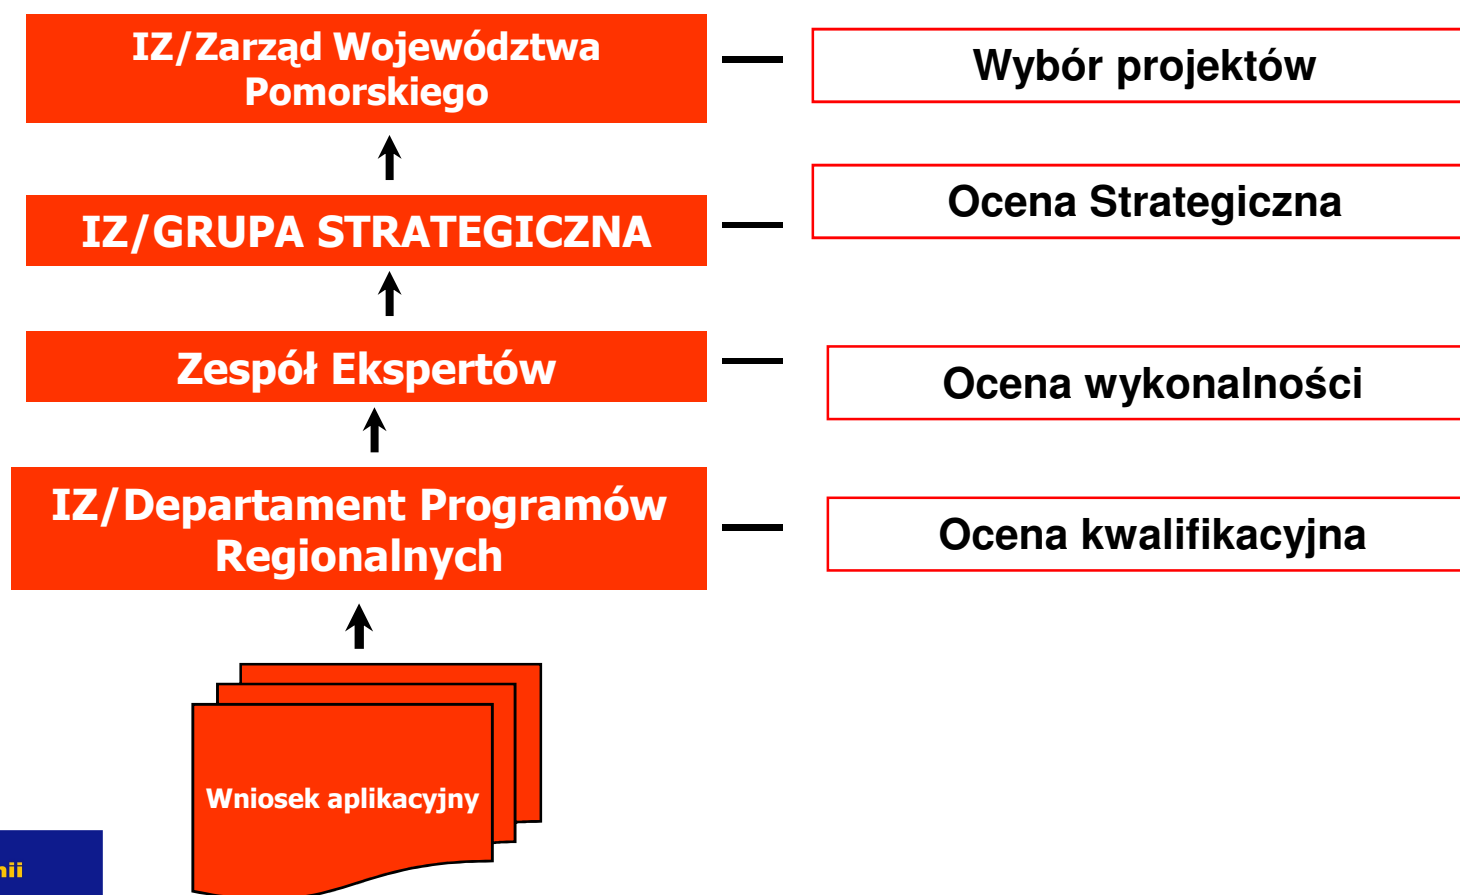 IZ/Zarząd Województwa
Pomorskiego
Wybór projektów
IZ/GRUPA STRATEGICZNA
Ocena Strategiczna
Zespół Ekspertów
Ocena wykonalności
IZ/Departament Programów
Regionalnych
Ocena kwalifikacyjna
Wniosek aplikacyjny